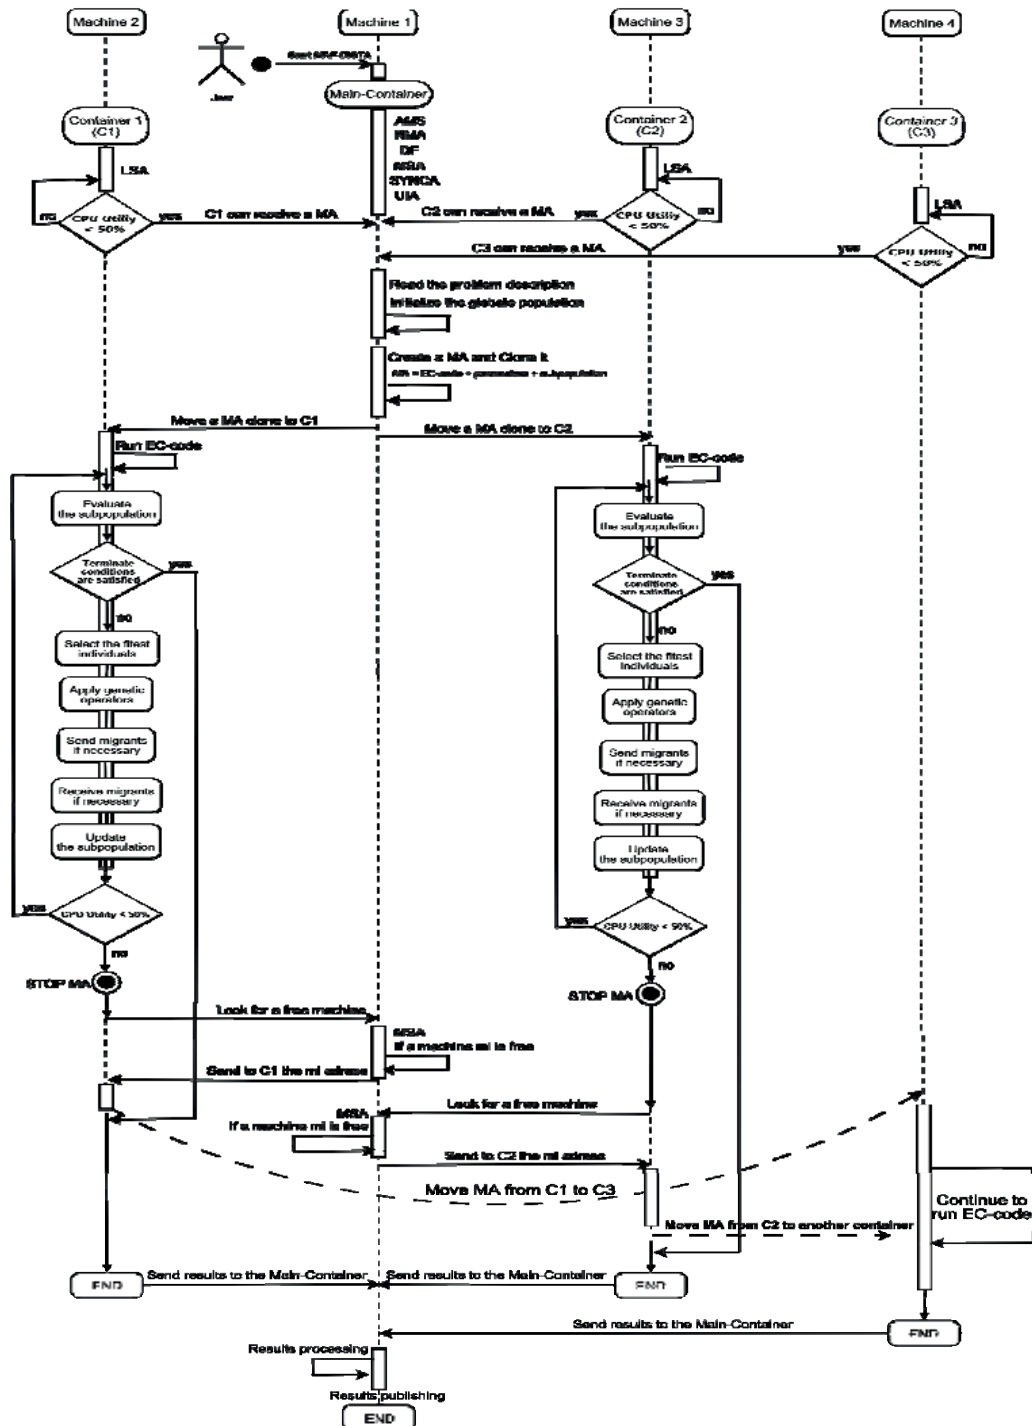 Machine 2
Machine 1
Machine 3
Machine 4
Main-Container
Container 1
(C1)
Container 2
(C2)
Container 3
(C3)
AMS
RMA
DF
MSA
SYNCA
UIA
LSA
LSA
LSA
no
CPU Utility
< 50%
yes
C1 can receive a MA
C2 can receive a MA
yes
CPU Utility
< 50%
no
C3 can receive a MA
yes
CPU Utility
< 50%
no
Read the problem description
Initialize the globale population
Create a MA and Clone it
MA = EC-code + parameters + subpopulation
Move a MA clone to C1
Move a MA clone to C2
Run EC-code
Run EC-code
Evaluate
the subpopulation
Evaluate
the subpopulation
Terminate
conditions
are satisfied
yes
Terminate
conditions
are satisfied
yes
no
no
Select the fitest
individuals
Select the fitest
individuals
Apply genetic
operators
Apply genetic
operators
Send migrants
if necessary
Send migrants
if necessary
Receive migrants
if necessary
Receive migrants
if necessary
Update
the subpopulation
Update
the subpopulation
yes
CPU Utility < 50%
yes
CPU Utility < 50%
no
no
STOP MA
STOP MA
Look for a free machine
MSA
If a machine mi is free
Send to C1 the mi adress
Look for a free machine
MSA
If a machine mi is free
Send to C2 the mi adress
Move MA from C1 to C3
Continue to
run EC-code
Move MA from C2 to another container
END
Send results to the Main-Container
Send results to the Main-Container
END
Send results to the Main-Container
END
Results processing
Results publishing
END